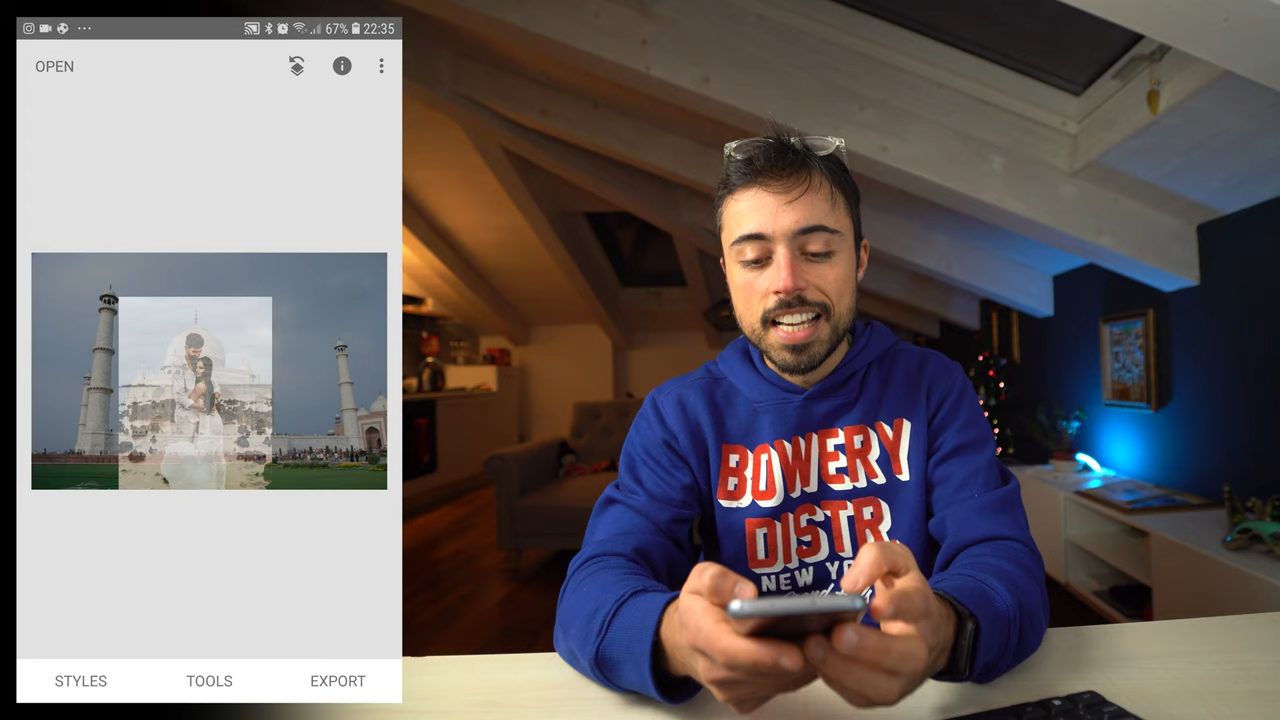 67% 22:35
OPEN
STYLES TOOLS EXPORT
BOWERY
DISTR.
NEW YO